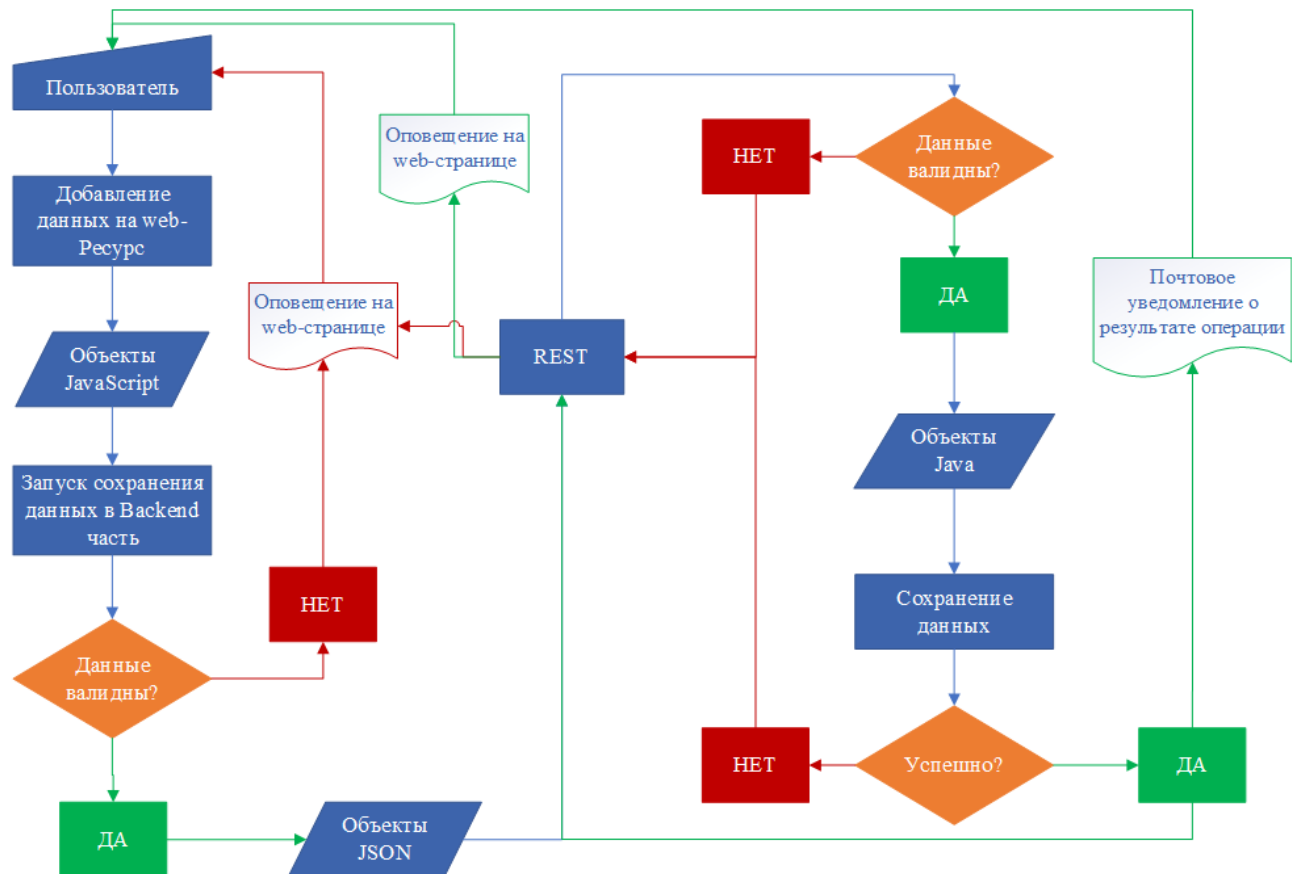 Пользователь
Добавление
данных на web-
Ресурс
Объекты
JavaScript
Запуск сохранения
данных в Backend
часть
Данные
валидны?
ДА
НЕТ
Объекты
JSON
Оповещение на
web-странице
Оповещение на
web-странице
REST
Данные
валидны?
НЕТ
ДА
Объекты
Java
Сохранение
данных
Успешно?
НЕТ
ДА
Почтовое
уведомление о
результате операции